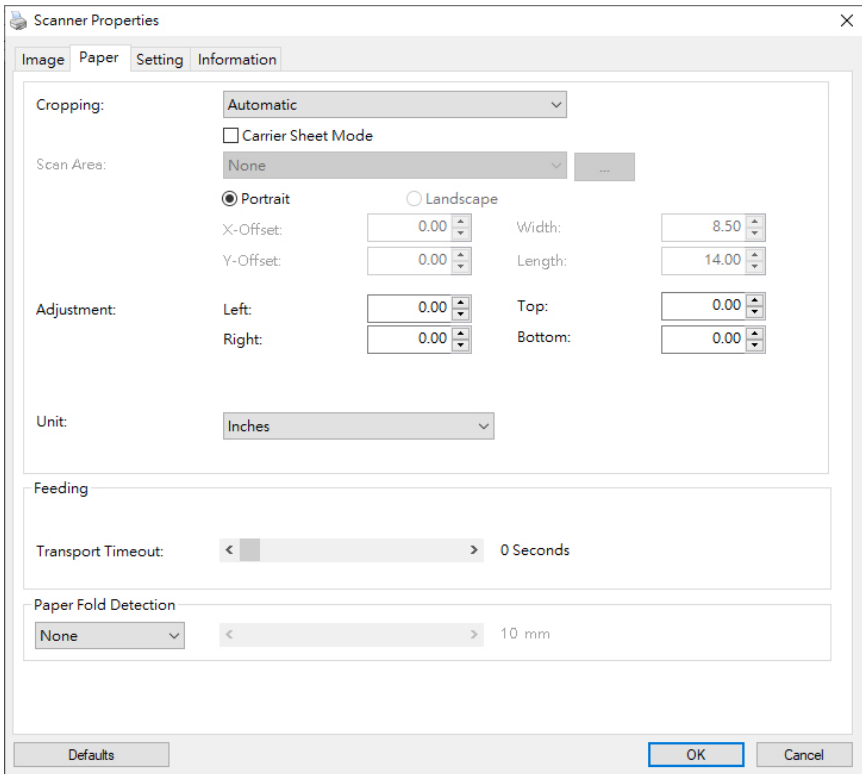 Scanner Properties
Image Paper Setting Information
Cropping: Automatic
Carrier Sheet Mode
Scan Area: None ...
Portrait Landscape
X-Offset: 0.00 Width: 8.50
Y-Offset: 0.00 Length: 14.00
Adjustment: Left: 0.00 Top: 0.00
Right: 0.00 Bottom: 0.00
Unit: Inches
Feeding
Transport Timeout: 0 Seconds
Paper Fold Detection
None 10 mm
Defaults OK Cancel